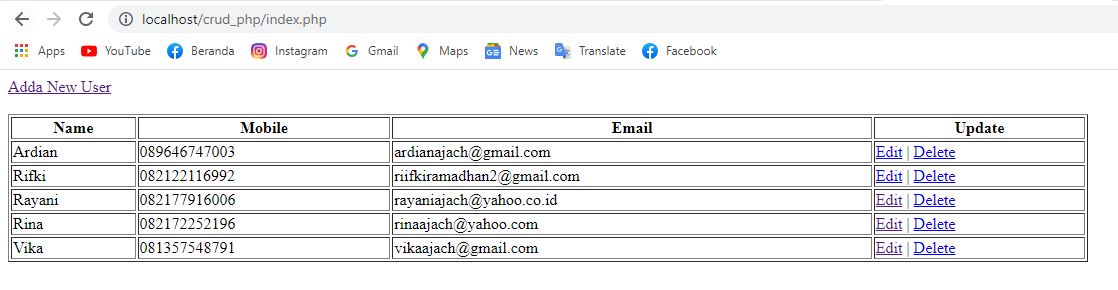 localhost/crud_php/index.php
Apps YouTube Beranda Instagram Gmail Maps News Translate Facebook
Adda New User
Name Mobile Email Update
Ardian 089646747003 ardianajach@gmail.com Edit | Delete
Rifki 082122116992 riifkiramadhan2@gmail.com Edit | Delete
Rayani 082177916006 rayaniajach@yahoo.co.id Edit | Delete
Rina 082172252196 rinaajach@yahoo.com Edit | Delete
Vika 081357548791 vikaajach@gmail.com Edit | Delete